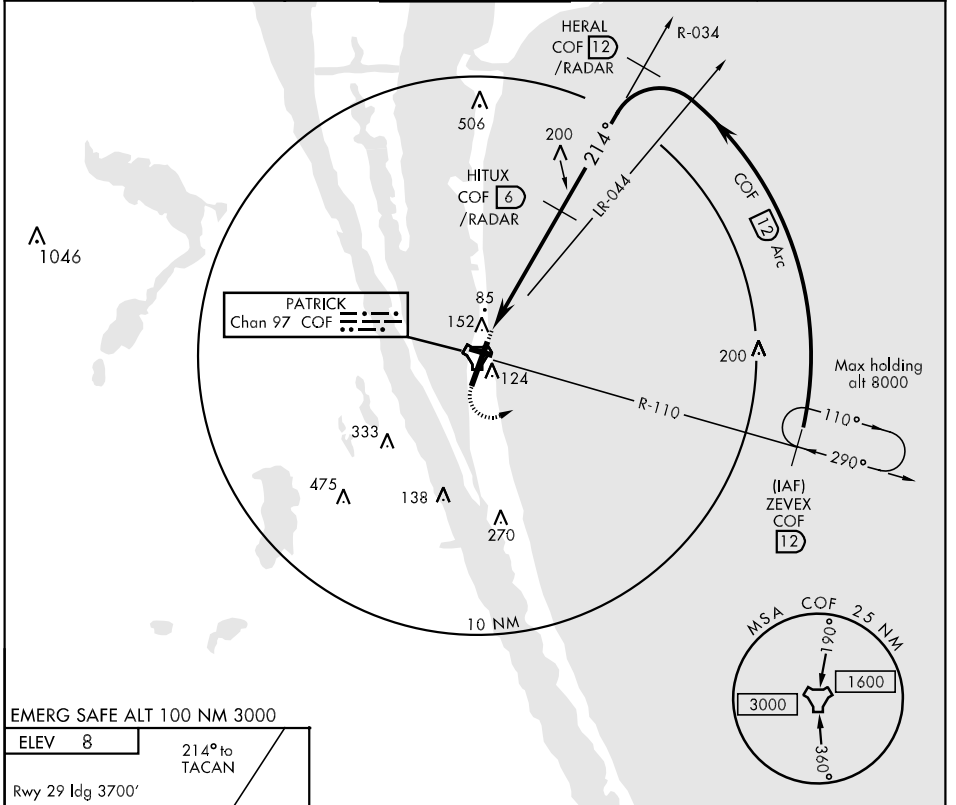 HERAL
COF 12
/RADAR
R-034
506
200
214°
HITUX
COF 6
/RADAR
LR-044
COF 12 Arc
1046
85
PATRICK
Chan 97 COF
152
124
200
Max holding
alt 8000
R-110
110°
290°
333
475
138
270
(IAF)
ZEVEX
COF
12
10 NM
MSA COF 25 NM
190°
1600
3000
360°
EMERG SAFE ALT 100 NM 3000
ELEV 8
214° to
TACAN
Rwy 29 ldg 3700'